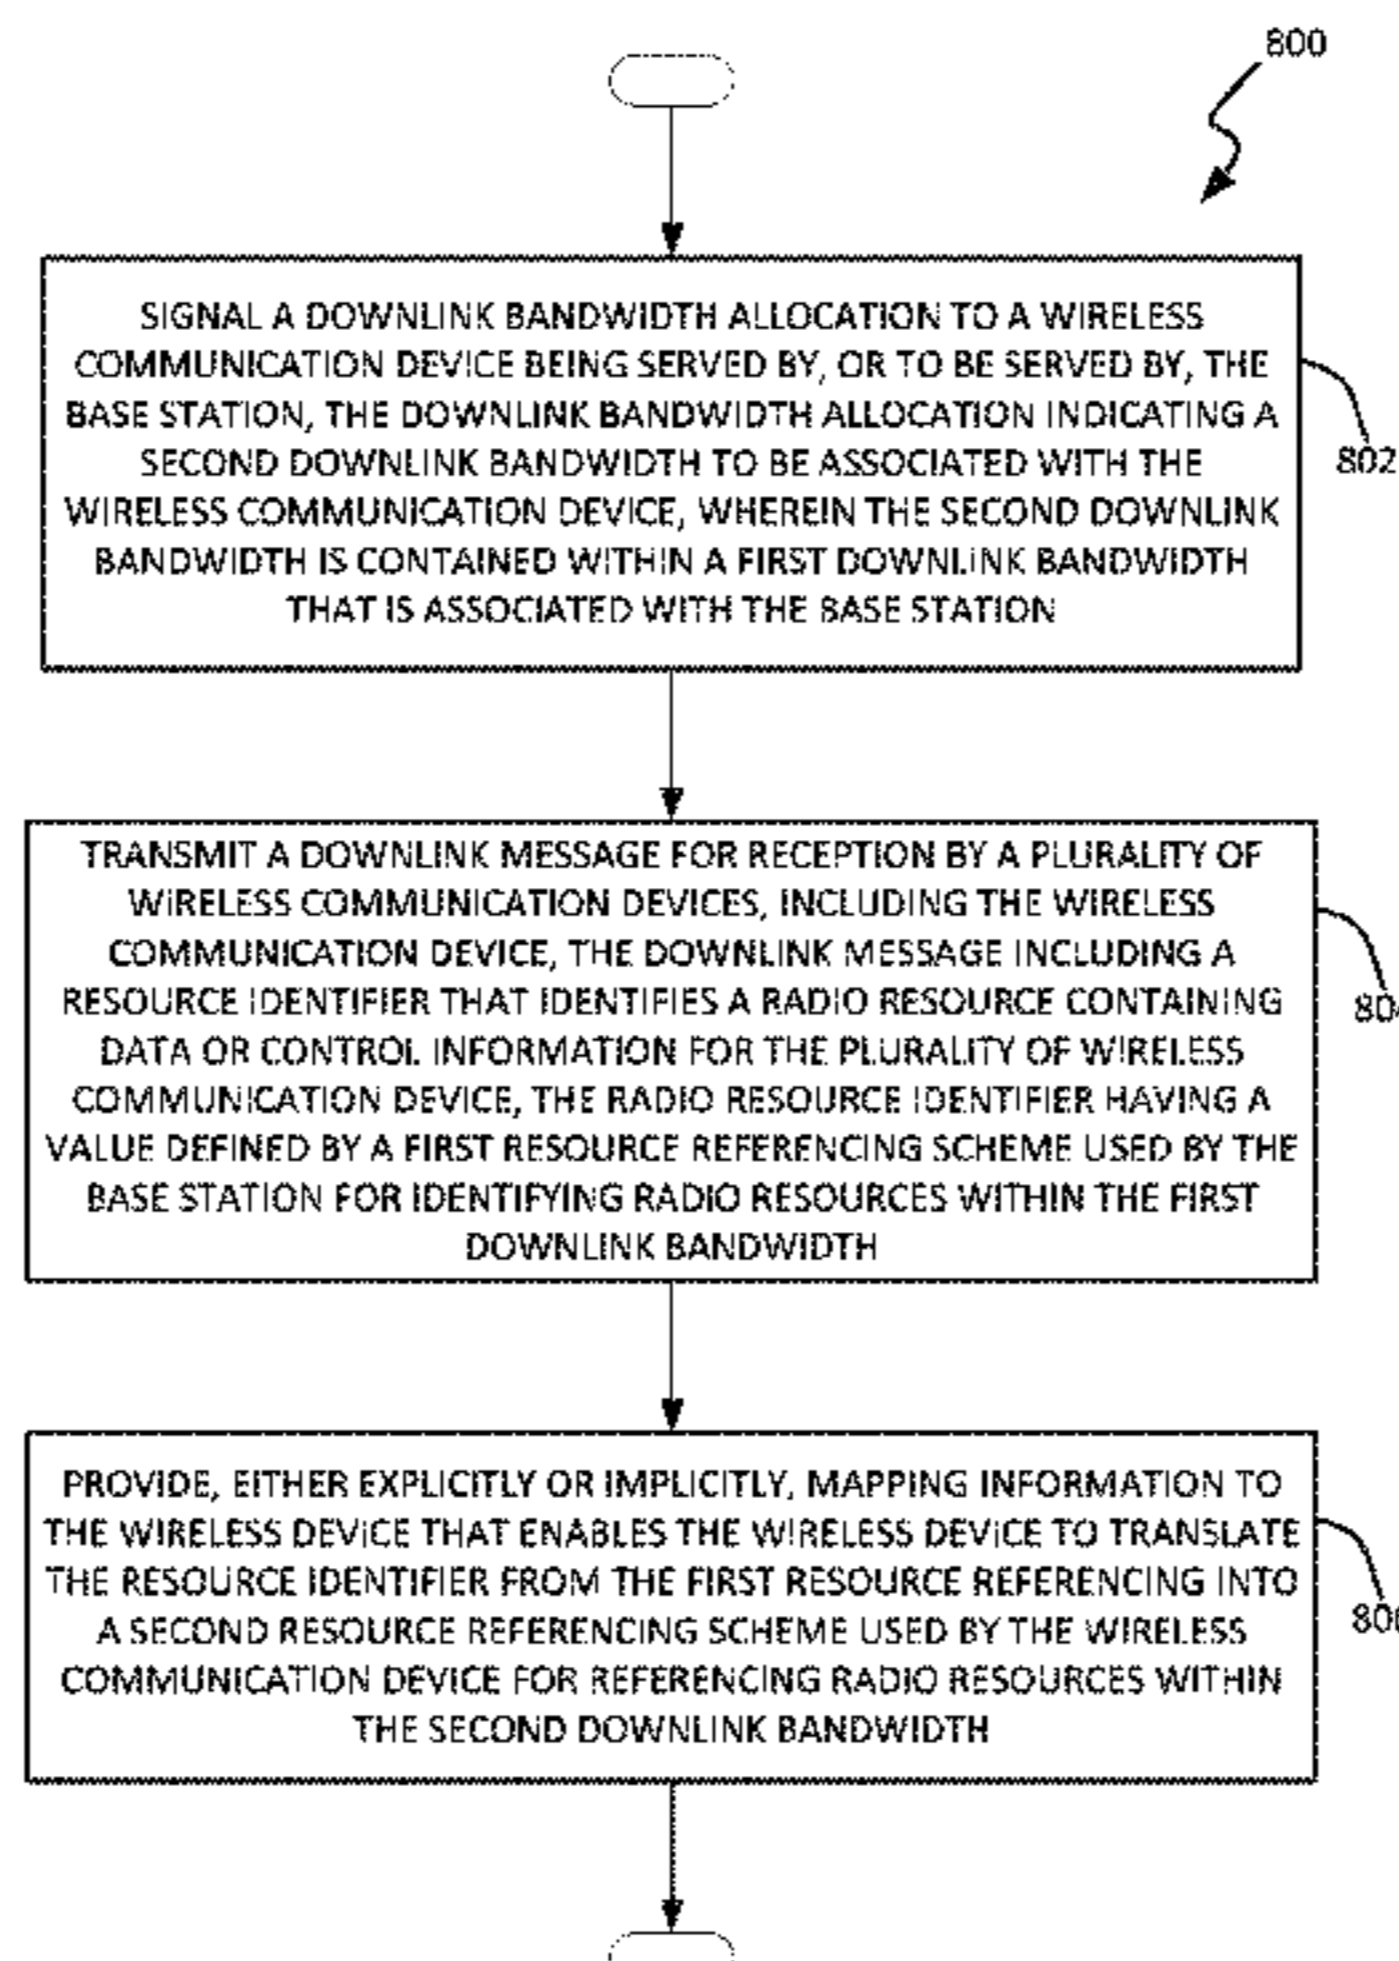 800
SIGNAL A DOWNLINK BANDWIDTH ALLOCATION TO A WIRELESS
COMMUNICATION DEVICE BEING SERVED BY, OR TO BE SERVED BY, THE
BASE STATION, THE DOWNLINK BANDWIDTH ALLOCATION INDICATING A
SECOND DOWNLINK BANDWIDTH TO BE ASSOCIATED WITH THE
WIRELESS COMMUNICATION DEVICE, WHEREIN THE SECOND DOWNLINK
BANDWIDTH IS CONTAINED WITHIN A FIRST DOWNLINK BANDWIDTH
THAT IS ASSOCIATED WITH THE BASE STATION
802
TRANSMIT A DOWNLINK MESSAGE FOR RECEPTION BY A PLURALITY OF
WIRELESS COMMUNICATION DEVICES, INCLUDING THE WIRELESS
COMMUNICATION DEVICE, THE DOWNLINK MESSAGE INCLUDING A
RESOURCE IDENTIFIER THAT IDENTIFIES A RADIO RESOURCE CONTAINING
DATA OR CONTROL INFORMATION FOR THE PLURALITY OF WIRELESS
COMMUNICATION DEVICE, THE RADIO RESOURCE IDENTIFIER HAVING A
VALUE DEFINED BY A FIRST RESOURCE REFERENCING SCHEME USED BY THE
BASE STATION FOR IDENTIFYING RADIO RESOURCES WITHIN THE FIRST
DOWNLINK BANDWIDTH
804
PROVIDE, EITHER EXPLICITLY OR IMPLICITLY, MAPPING INFORMATION TO
THE WIRELESS DEVICE THAT ENABLES THE WIRELESS DEVICE TO TRANSLATE
THE RESOURCE IDENTIFIER FROM THE FIRST RESOURCE REFERENCING INTO
A SECOND RESOURCE REFERENCING SCHEME USED BY THE WIRELESS
COMMUNICATION DEVICE FOR REFERENCING RADIO RESOURCES WITHIN
THE SECOND DOWNLINK BANDWIDTH
806